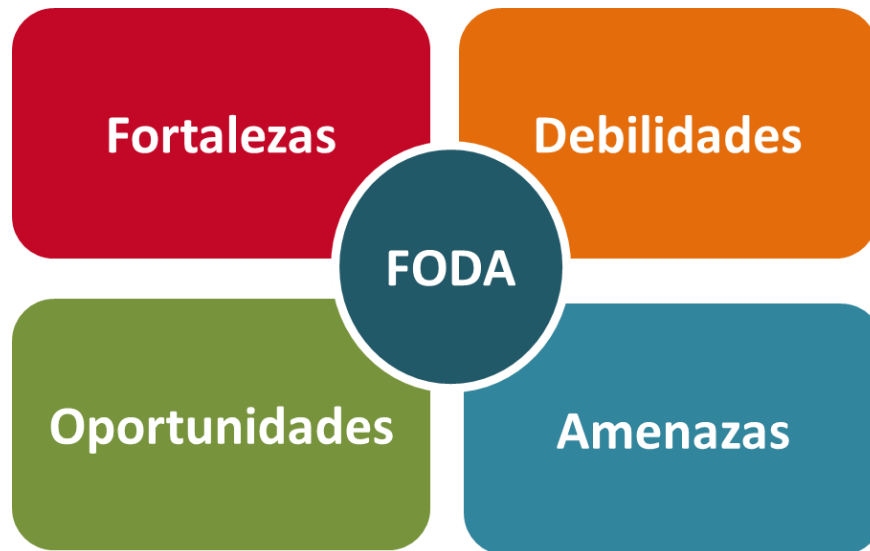 Fortalezas
Debilidades
FODA
Oportunidades
Amenazas